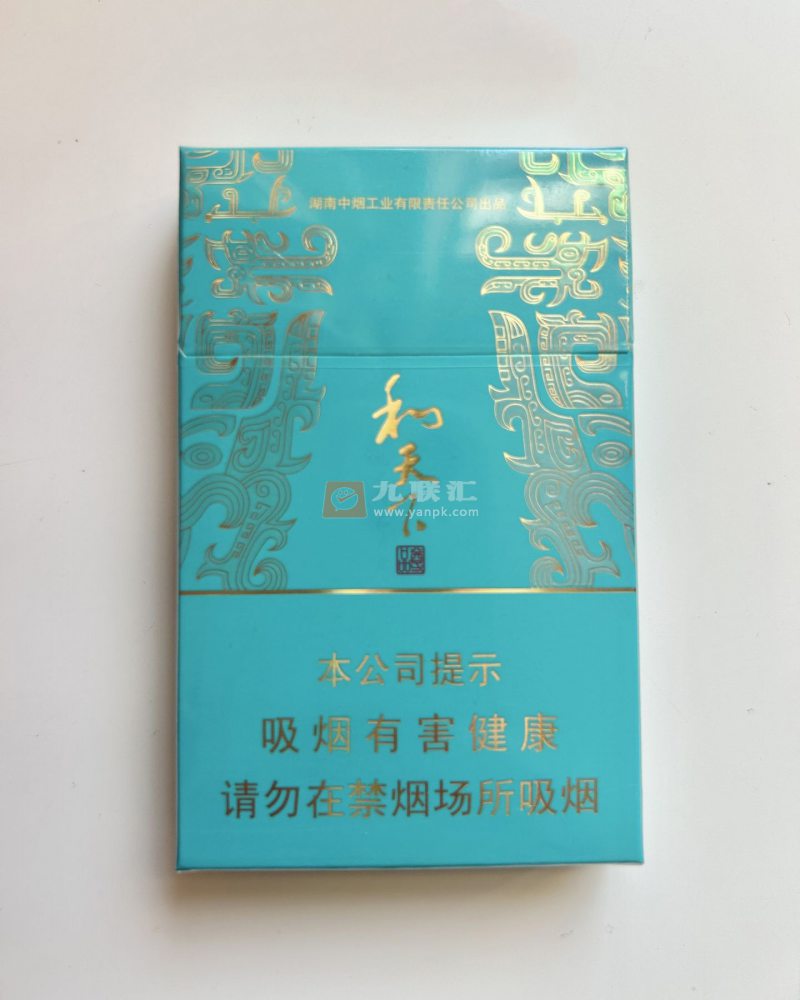 湖南中烟工业有限责任公司出品
和
天
下
九联汇
www.yanpk.com
本公司提示
吸烟有害健康
请勿在禁烟场所吸烟